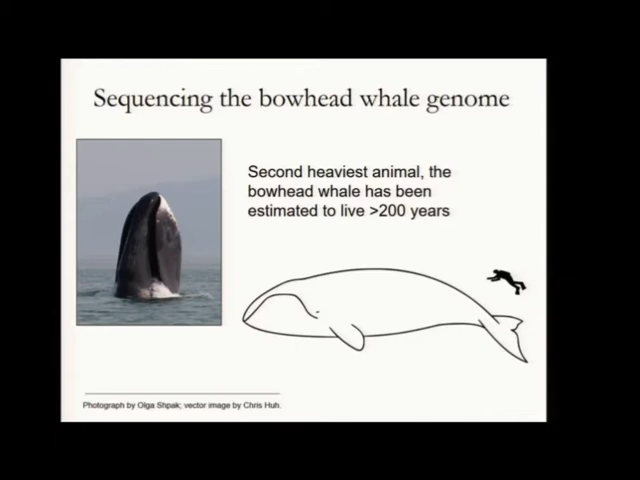 Sequencing the bowhead whale genome
Second heaviest animal, the
bowhead whale has been
estimated to live >200 years
Photograph by Olga Shpak; vector image by Chris Huh.